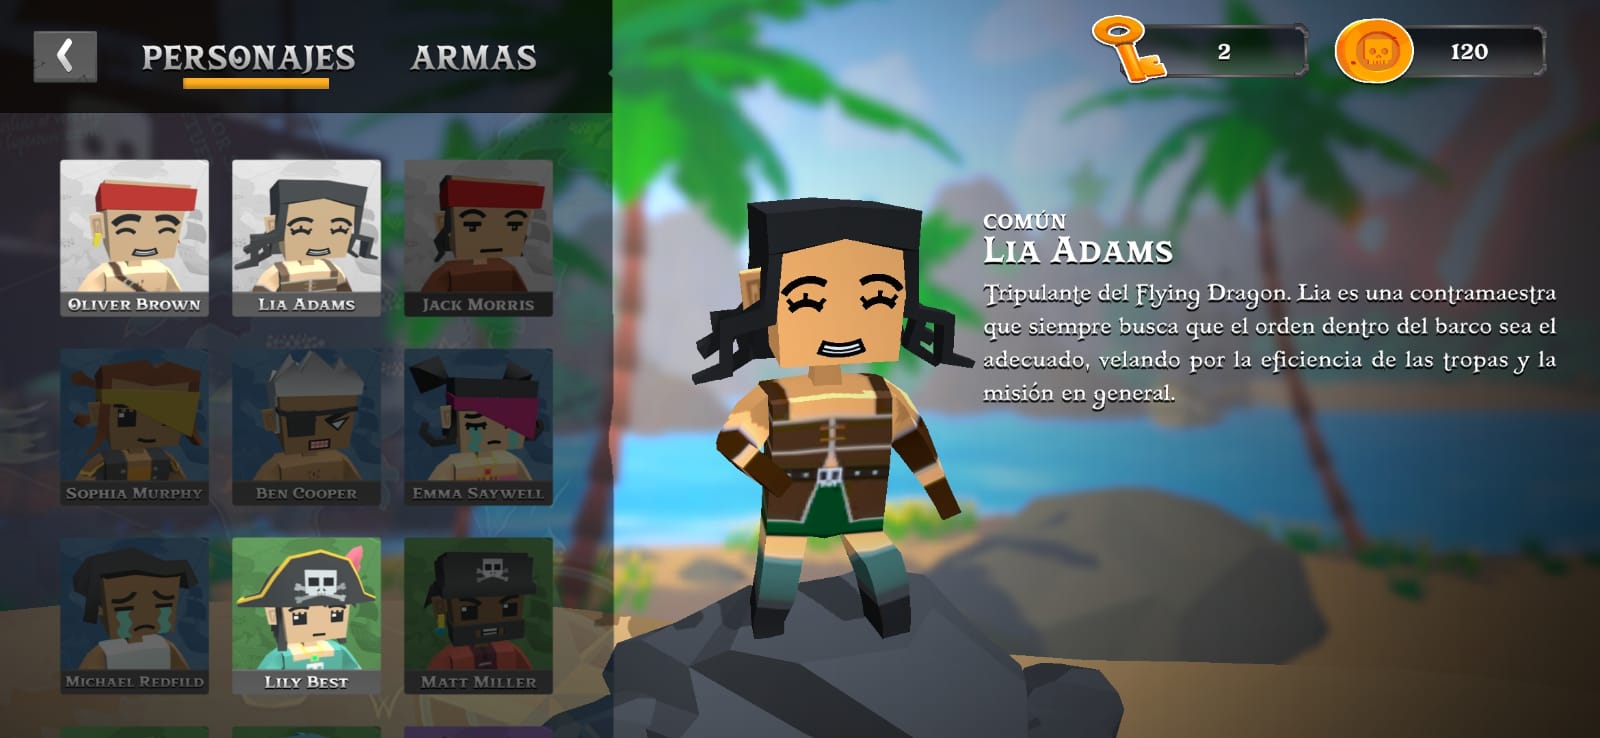 PERSONAJES ARMAS
2
120
OLIVER BROWN
LIA ADAMS
JACK MORRIS
SOPHIA MURPHY
BEN COOPER
EMMA SAYWELL
MICHAEL REDFILD
LILY BEST
MATT MILLER
COMÚN
LIA ADAMS
Tripulante del Flying Dragon. Lia es una contramaestra
que siempre busca que el orden dentro del barco sea el
adecuado, velando por la eficiencia de las tropas y la
misión en general.